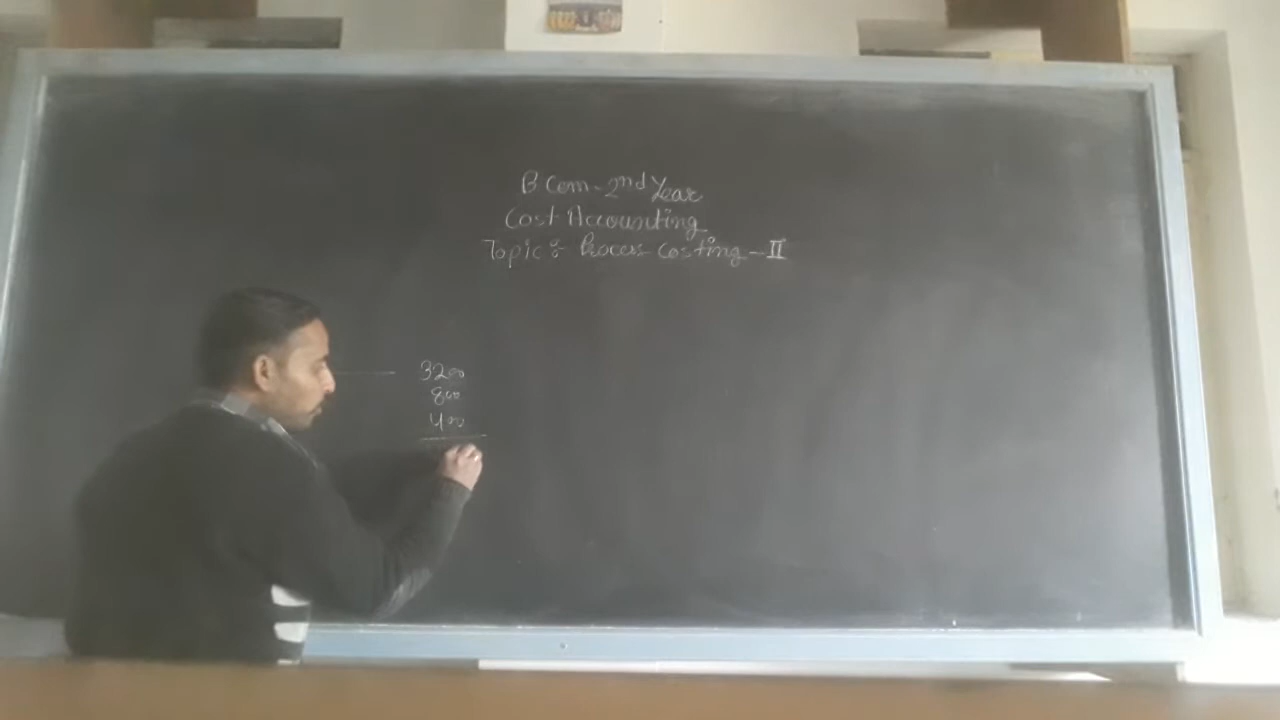 B Com - 2nd Year
Cost Accounting
Topic : Process Costing - II
3200
800
400